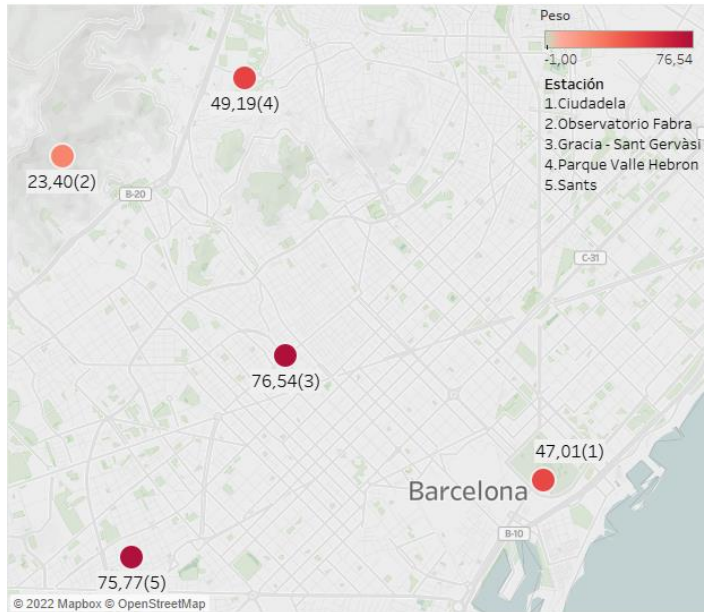 Peso
-1,00 76,54
Estación
1.Ciudadela
2.Observatorio Fabra
3.Gracia - Sant Gervàsi
4.Parque Valle Hebron
5.Sants
49,19(4)
23,40(2)
B-20
C-31
76,54(3)
47,01(1)
Barcelona
B-10
75,77(5)
© 2022 Mapbox © OpenStreetMap